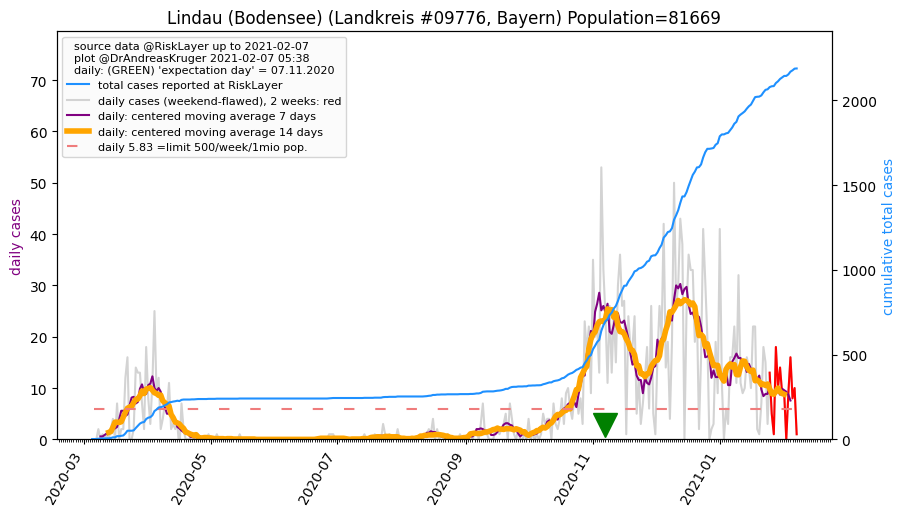 Lindau (Bodensee) (Landkreis #09776, Bayern) Population=81669
source data @RiskLayer up to 2021-02-07
plot @DrAndreasKruger 2021-02-07 05:38
daily: (GREEN) 'expectation day' = 07.11.2020
total cases reported at RiskLayer
daily cases (weekend-flawed), 2 weeks: red
daily: centered moving average 7 days
daily: centered moving average 14 days
daily 5.83 =limit 500/week/1mio pop.
daily cases
70
60
50
40
30
20
10
0
cumulative total cases
2000
1500
1000
500
0
2020-03
2020-05
2020-07
2020-09
2020-11
2021-01